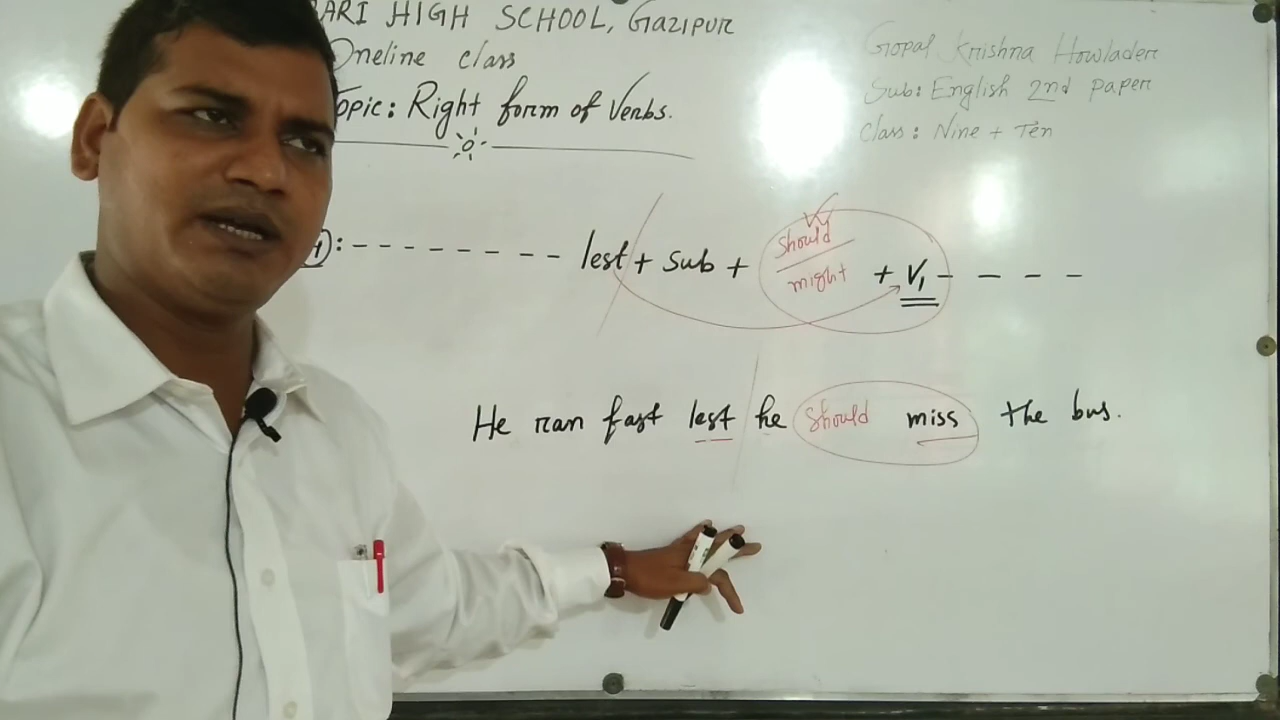 HIGH SCHOOL, Gazipur
Oneline class
Topic: Right form of Verbs.
Gopal Krishna Howlader
Sub: English 2nd paper
Class: Nine + Ten
: - - - - - - - - - lest + sub + should / might + V₁ - - - -
He ran fast lest he should miss the bus.